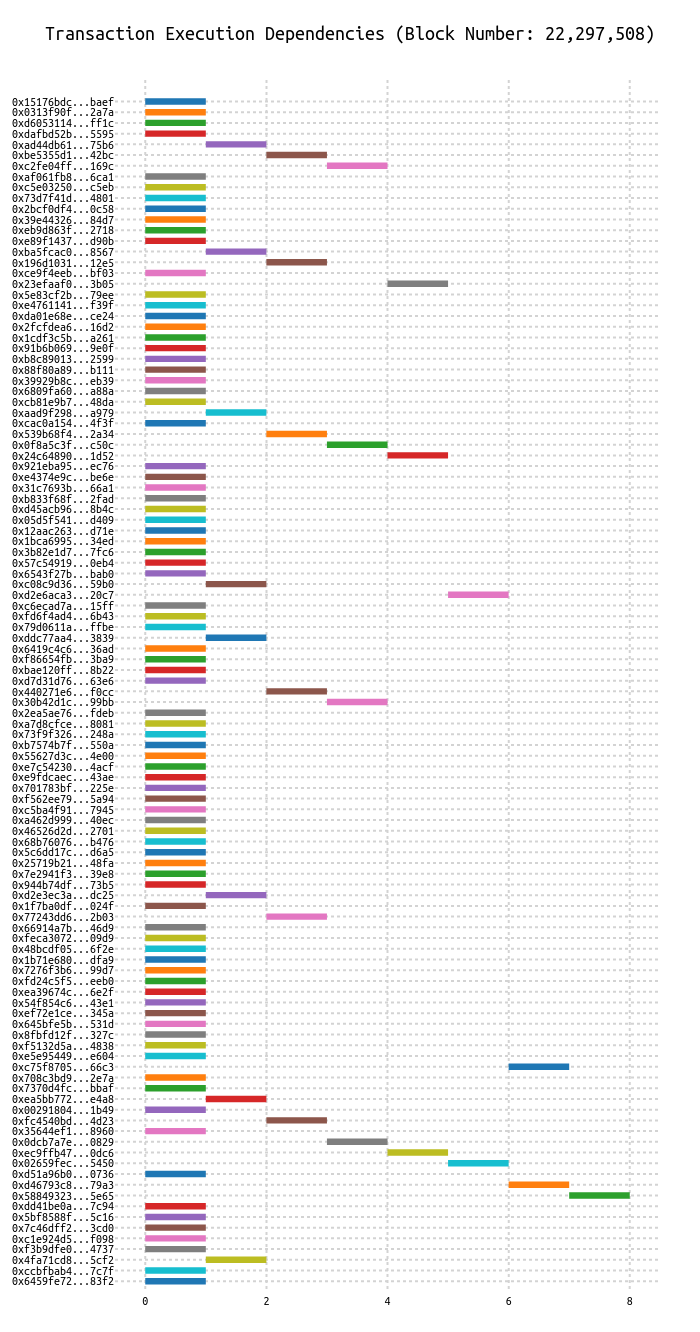 Transaction Execution Dependencies (Block Number: 22,297,508)
0x15176bdc...baef
0x0313f90f...2a7a
0xd6053114...ff1c
0xdafbd52b...5595
0xad44db61...75b6
0xbe5355d1...42bc
0xc2fe04ff...169c
0xaf061fb8...6ca1
0xc5e03250...c5eb
0x73d7f41d...4801
0x2bcf0df4...0c58
0x39e44326...84d7
0xeb9d863f...2718
0xe89f1437...d90b
0xba5fcac0...8567
0x196d1031...12e5
0xce9f4eeb...bf03
0x23efaaf0...3b05
0x5e83cf2b...79ee
0xe4761141...f39f
0xda01e68e...ce24
0x2fcfdea6...16d2
0x1cdf3c5b...a261
0x91b6b069...9e0f
0xb8c89013...2599
0x88f80a89...b111
0x39929b8c...eb39
0x6809fa60...a88a
0xcb81e9b7...48da
0xaad9f298...a979
0xcac0a154...4f3f
0x539b68f4...2a34
0x0f8a5c3f...c50c
0x24c64890...1d52
0x921eba95...ec76
0xe4374e9c...be6e
0x31c7693b...66a1
0xb833f68f...2fad
0xd45acb96...8b4c
0x05d5f541...d409
0x12aac263...d71e
0x1bca6995...34ed
0x3b82e1d7...7fc6
0x57c54919...0eb4
0x6543f27b...bab0
0xc08c9d36...59b0
0xd2e6aca3...20c7
0xc6ecad7a...15ff
0xfd6f4ad4...6b43
0x79d0611a...ffbe
0xddc77aa4...3839
0x6419c4c6...36ad
0xf86654fb...3ba9
0xbae120ff...8b22
0xd7d31d76...63e6
0x440271e6...f0cc
0x30b42d1c...99bb
0x2ea5ae76...fdeb
0xa7d8cfce...8081
0x73f9f326...248a
0xb7574b7f...550a
0x55627d3c...4e00
0xe7c54230...4acf
0xe9fdcaec...43ae
0x701783bf...225e
0xf562ee79...5a94
0xc5ba4f91...7945
0xa462d999...40ec
0x46526d2d...2701
0x68b76076...b476
0x5c6dd17c...d6a5
0x25719b21...48fa
0x7e2941f3...39e8
0x944b74df...73b5
0xd2e3ec3a...dc25
0x1f7ba0df...024f
0x77243dd6...2b03
0x66914a7b...46d9
0xfeca3072...09d9
0x48bcdf05...6f2e
0x1b71e680...dfa9
0x7276f3b6...99d7
0xfd24c5f5...eeb0
0xea39674c...6e2f
0x54f854c6...43e1
0xef72e1ce...345a
0x645bfe5b...531d
0x8fbfd12f...327c
0xf5132d5a...4838
0xe5e95449...e604
0xc75f8705...66c3
0x708c3bd9...2e7a
0x7370d4fc...bbaf
0xea5bb772...e4a8
0x00291804...1b49
0xfc4540bd...4d23
0x35644ef1...8960
0x0dcb7a7e...0829
0xec9ffb47...0dc6
0x02659fec...5450
0xd51a96b0...0736
0xd46793c8...79a3
0x58849323...5e65
0xdd41be0a...7c94
0x5bf8588f...5c16
0x7c46dff2...3cd0
0xc1e924d5...f098
0xf3b9dfe0...4737
0x4fa71cd8...5cf2
0xccbfbab4...7c7f
0x6459fe72...83f2
0 2 4 6 8